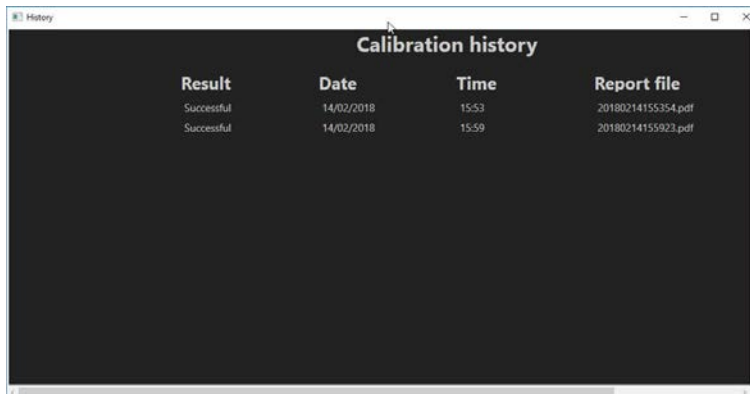 History
Calibration history
Result Date Time Report file
Successful 14/02/2018 15:53 20180214155354.pdf
Successful 14/02/2018 15:59 20180214155923.pdf